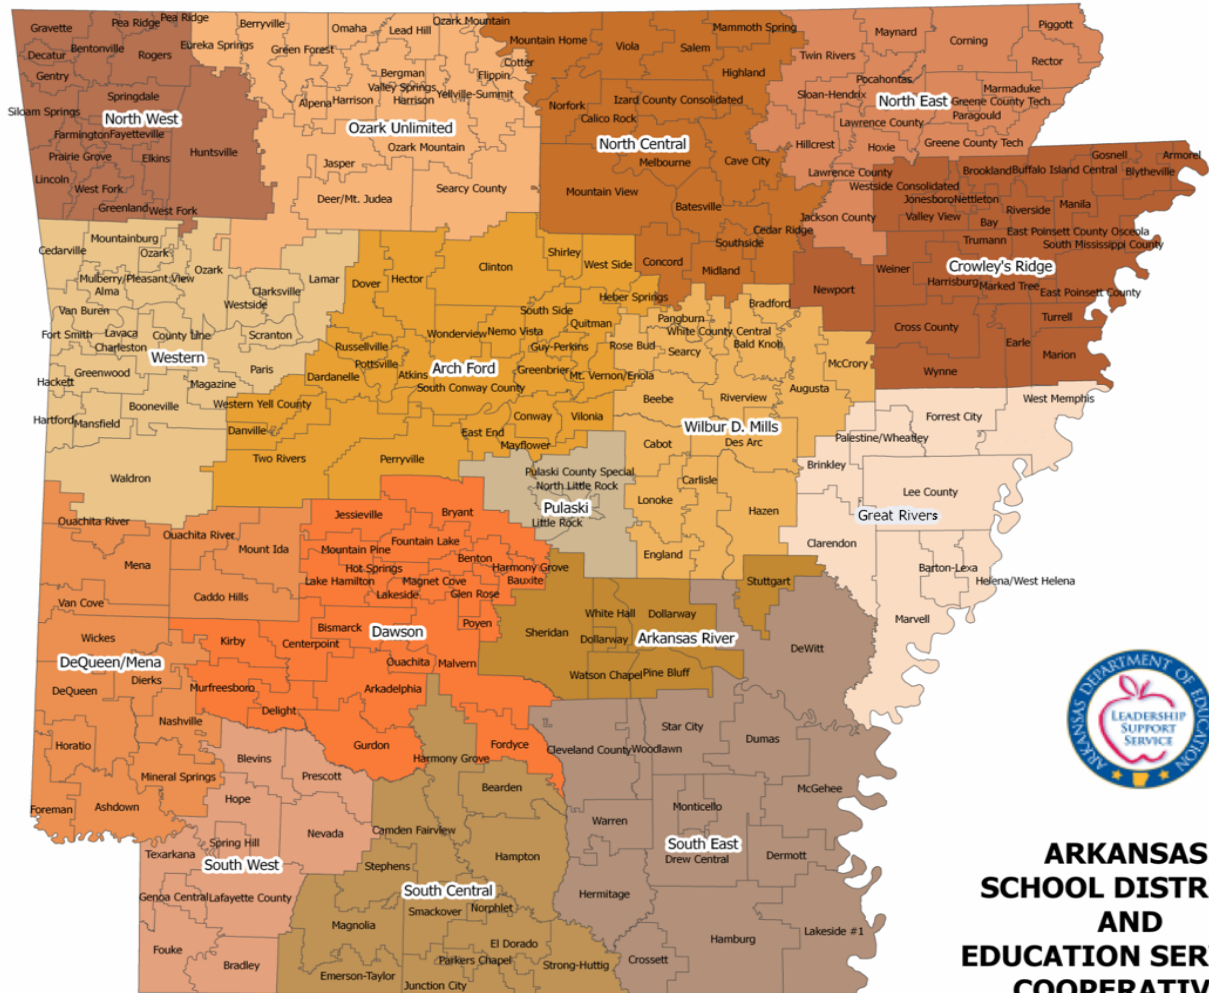 Gravette
Pea Ridge
Pea Ridge
Decatur
Bentonville
Rogers
Gentry
Springdale
Siloam Springs
North West
Farmington
Fayetteville
Prairie Grove
Elkins
Huntsville
Lincoln
West Fork
Greenland
West Fork
Berryville
Omaha
Lead Hill
Ozark Mountain
Eureka Springs
Green Forest
Cotter
Bergman
Flippin
Valley Springs
Alpena
Harrison
Harrison
Yellville-Summit
Ozark Unlimited
Ozark Mountain
Jasper
Deer/Mt. Judea
Searcy County
Mountain Home
Viola
Salem
Mammoth Spring
Highland
Norfork
Izard County Consolidated
Calico Rock
North Central
Melbourne
Cave City
Mountain View
Batesville
Cedar Ridge
Southside
Concord
Midland
Maynard
Corning
Piggott
Twin Rivers
Rector
Pocahontas
Sloan-Hendrix
Marmaduke
North East
Greene County Tech
Paragould
Lawrence County
Hillcrest
Hoxie
Greene County Tech
Lawrence County
Jackson County
Gosnell
Armorel
Brookland
Buffalo Island Central
Blytheville
Westside Consolidated
Jonesboro
Nettleton
Manila
Riverside
Valley View
Bay
East Poinsett County
Osceola
Trumann
South Mississippi County
Weiner
Crowley's Ridge
Harrisburg
Marked Tree
East Poinsett County
Newport
Turrell
Cross County
Earle
Marion
Wynne
Cedarville
Mountainburg
Ozark
Ozark
Mulberry/Pleasant View
Alma
Clarksville
Lamar
Van Buren
Westside
Fort Smith
Lavaca
County Line
Scranton
Charleston
Western
Greenwood
Paris
Hackett
Magazine
Booneville
Hartford
Mansfield
Waldron
Dover
Hector
Clinton
Shirley
West Side
Heber Springs
South Side
Quitman
Wonderview
Nemo Vista
Russellville
Guy-Perkins
Pottsville
Arch Ford
Greenbrier
Mt. Vernon/Enola
Dardanelle
Atkins
South Conway County
Western Yell County
Conway
Vilonia
Danville
East End
Mayflower
Two Rivers
Perryville
Bradford
Pangburn
White County Central
Rose Bud
Searcy
Bald Knob
McCrory
Augusta
Beebe
Riverview
Wilbur D. Mills
Cabot
Des Arc
Carlisle
Lonoke
Hazen
England
Pulaski County Special
North Little Rock
Pulaski
Little Rock
West Memphis
Forrest City
Palestine/Wheatley
Brinkley
Lee County
Great Rivers
Clarendon
Barton-Lexa
Helena/West Helena
Marvell
Ouachita River
Ouachita River
Mount Ida
Mena
Van Cove
Caddo Hills
Wickes
DeQueen/Mena
Dierks
DeQueen
Nashville
Horatio
Mineral Springs
Foreman
Ashdown
Jessieville
Bryant
Fountain Lake
Mountain Pine
Benton
Hot Springs
Harmony Grove
Lake Hamilton
Magnet Cove
Bauxite
Lakeside
Glen Rose
Bismarck
Poyen
Kirby
Centerpoint
Dawson
Ouachita
Malvern
Murfreesboro
Arkadelphia
Delight
Gurdon
Fordyce
Stuttgart
White Hall
Dollarway
Sheridan
Dollarway
Arkansas River
Watson Chapel
Pine Bluff
DeWitt
Star City
Cleveland County
Woodlawn
Dumas
McGehee
Monticello
Warren
South East
Drew Central
Dermott
Hermitage
Lakeside #1
Hamburg
Crossett
Blevins
Prescott
Hope
Nevada
Spring Hill
Texarkana
South West
Genoa Central
Lafayette County
Fouke
Bradley
Harmony Grove
Bearden
Camden Fairview
Hampton
Stephens
South Central
Smackover
Norphlet
Magnolia
El Dorado
Parkers Chapel
Strong-Huttig
Emerson-Taylor
Junction City
ARKANSAS DEPARTMENT OF EDUCATION
LEADERSHIP
SUPPORT
SERVICE
ARKANSAS
SCHOOL DISTR
AND
EDUCATION SER
COOPERATIV